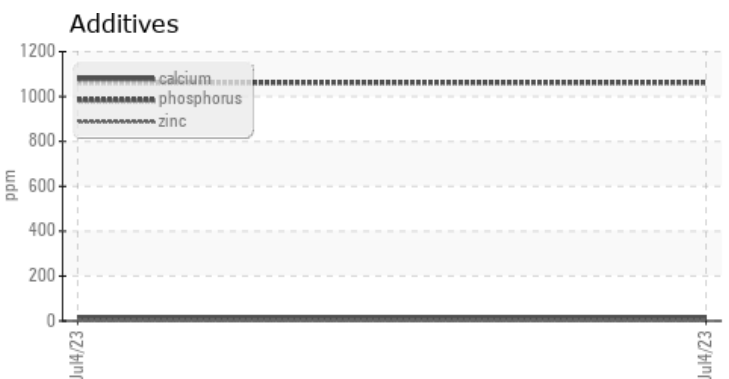 Additives
1200
1000
800
600
400
200
0
ppm
calcium
phosphorus
zinc
Jul4/23
Jul4/23